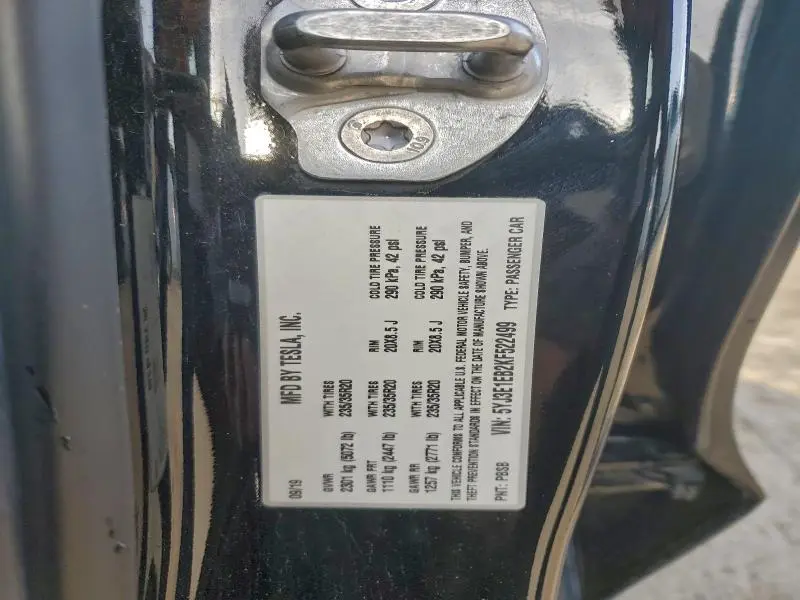 09/19 MFD BY TESLA, INC.
GVWR WITH TIRES RIM COLD TIRE PRESSURE
2301 kg (5072 lb) 235/35R20 20X8.5 J 290 kPa, 42 psi
GAWR FRT WITH TIRES RIM COLD TIRE PRESSURE
1110 kg (2447 lb) 235/35R20 20X8.5 J 290 kPa, 42 psi
GAWR RR WITH TIRES
1257 kg (2771 lb) 235/35R20
THIS VEHICLE CONFORMS TO ALL APPLICABLE U.S. FEDERAL MOTOR VEHICLE SAFETY, BUMPER, AND
THEFT PREVENTION STANDARDS IN EFFECT ON THE DATE OF MANUFACTURE SHOWN ABOVE.
PNT: PBSB VIN: 5YJ3E1EB2KF522499 TYPE: PASSENGER CAR
109